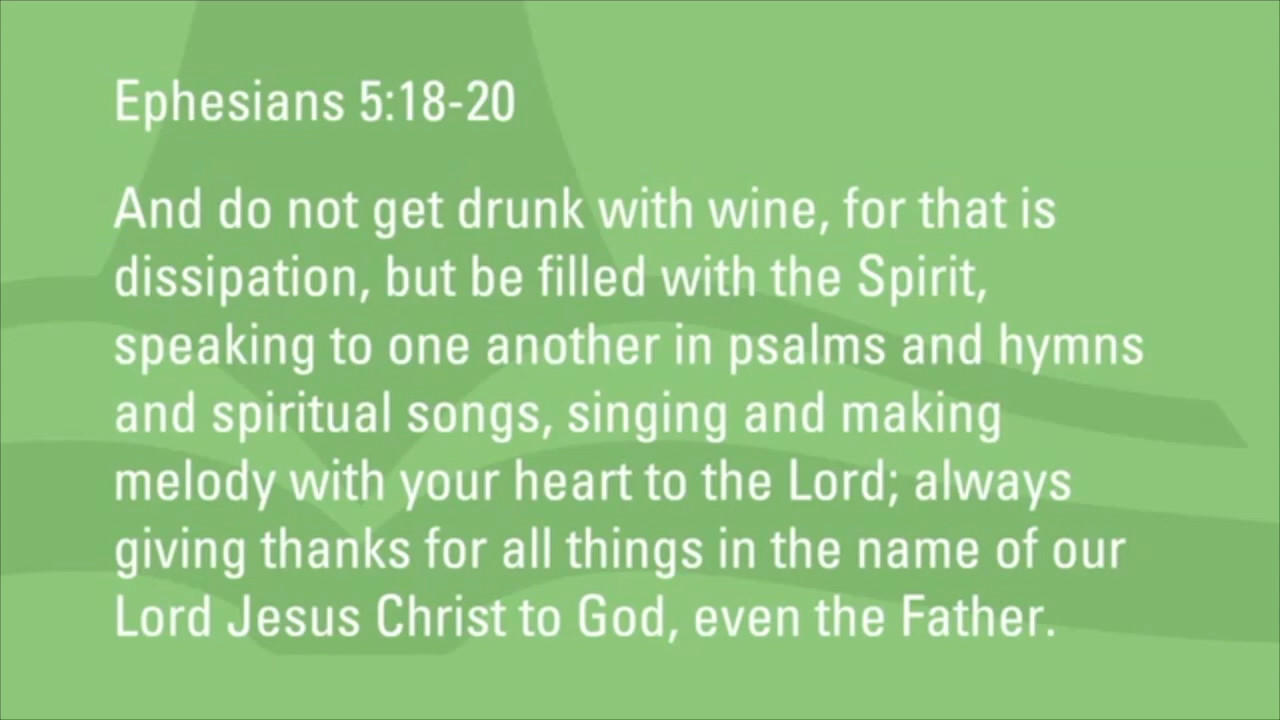 Ephesians 5:18-20
And do not get drunk with wine, for that is
dissipation, but be filled with the Spirit,
speaking to one another in psalms and hymns
and spiritual songs, singing and making
melody with your heart to the Lord; always
giving thanks for all things in the name of our
Lord Jesus Christ to God, even the Father.